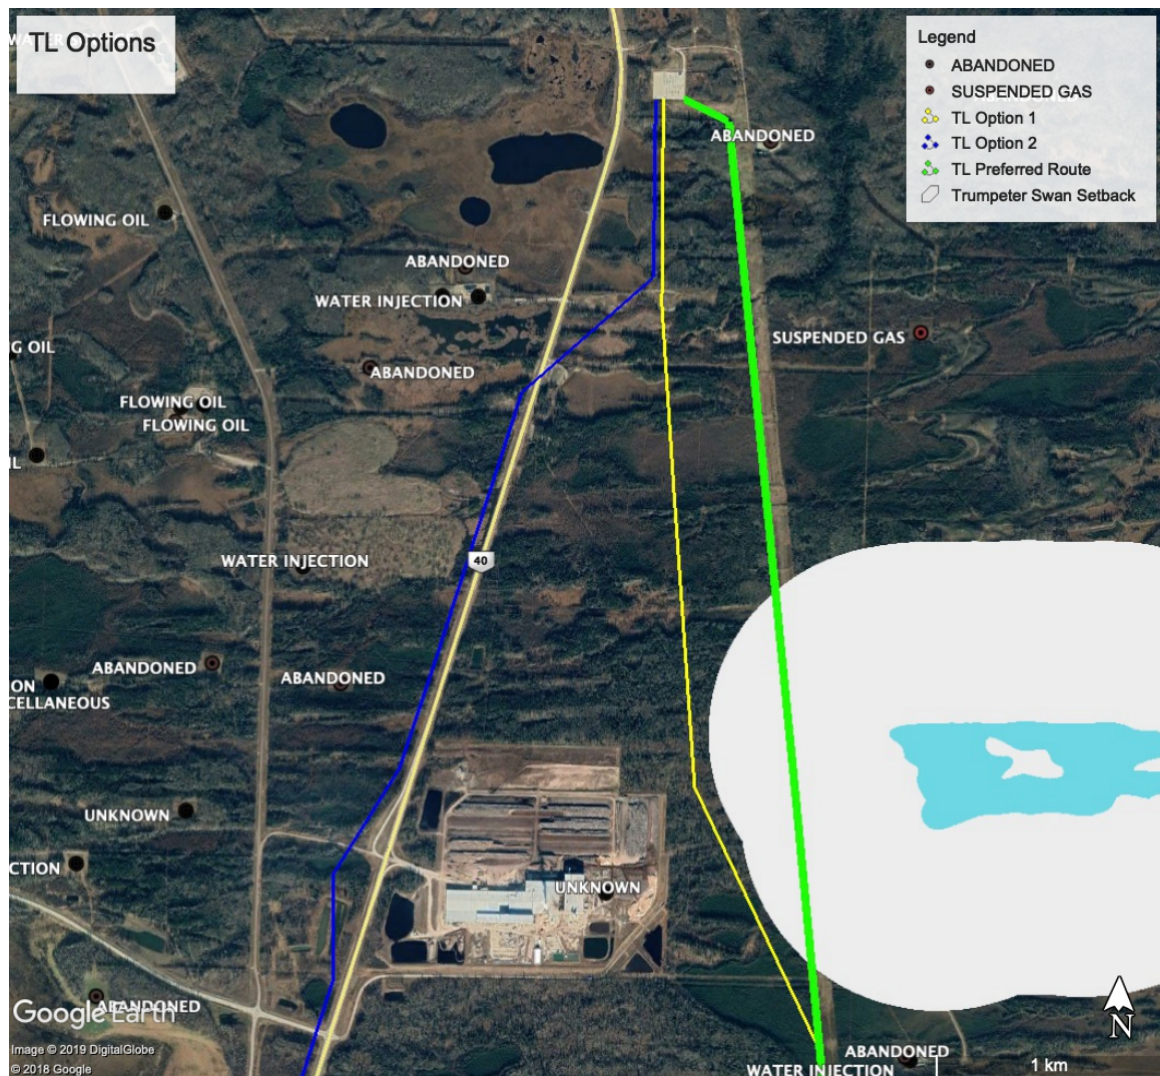 TL Options
Legend
ABANDONED
SUSPENDED GAS
TL Option 1
TL Option 2
TL Preferred Route
Trumpeter Swan Setback
ABANDONED
FLOWING OIL
ABANDONED
WATER INJECTION
SUSPENDED GAS
G OIL
ABANDONED
FLOWING OIL
FLOWING OIL
IL
40
WATER INJECTION
ABANDONED
ABANDONED
ON
CELLANEOUS
UNKNOWN
CTION
UNKNOWN
ABANDONED
Google Earth
N
Image © 2019 DigitalGlobe
© 2018 Google
ABANDONED
WATER INJECTION
1 km